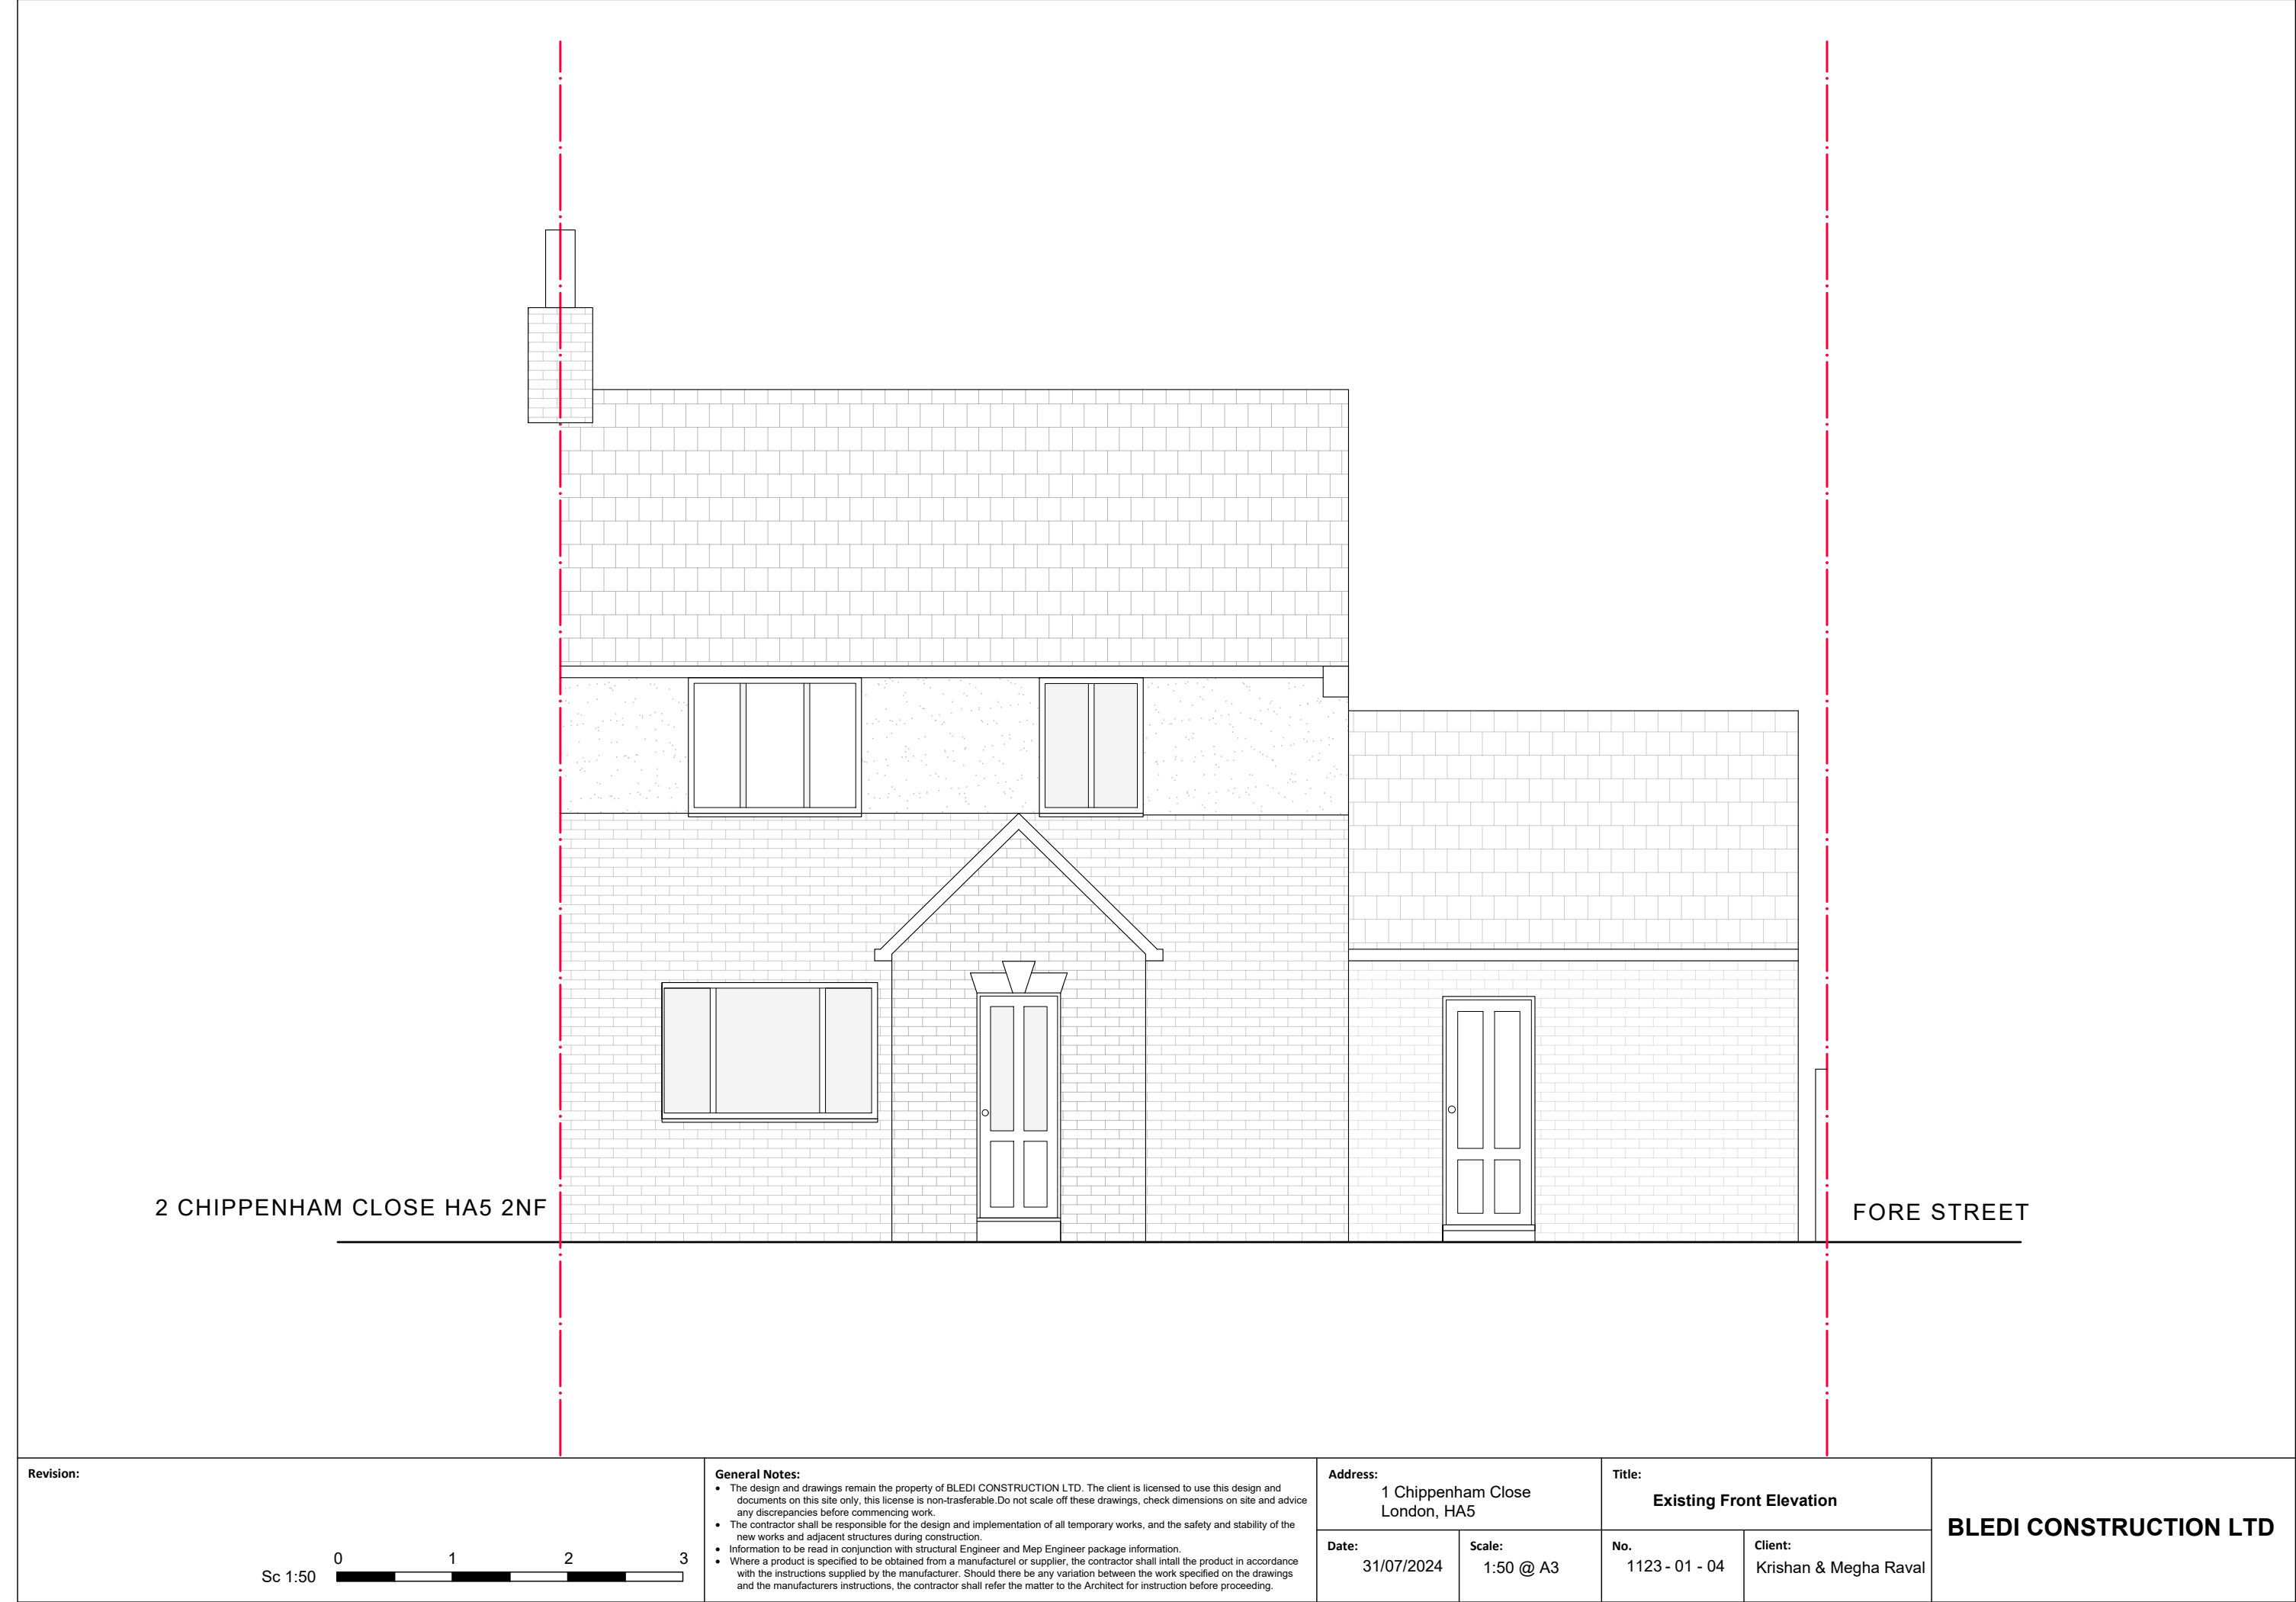 2 CHIPPENHAM CLOSE HA5 2NF
FORE STREET
Revision:
0 1 2 3
Sc 1:50
General Notes:
• The design and drawings remain the property of BLEDI CONSTRUCTION LTD. The client is licensed to use this design and
documents on this site only, this license is non-trasferable.Do not scale off these drawings, check dimensions on site and advice
any discrepancies before commencing work.
• The contractor shall be responsible for the design and implementation of all temporary works, and the safety and stability of the
new works and adjacent structures during construction.
• Information to be read in conjunction with structural Engineer and Mep Engineer package information.
• Where a product is specified to be obtained from a manufacturel or supplier, the contractor shall intall the product in accordance
with the instructions supplied by the manufacturer. Should there be any variation between the work specified on the drawings
and the manufacturers instructions, the contractor shall refer the matter to the Architect for instruction before proceeding.
Address:
1 Chippenham Close
London, HA5
Date:
31/07/2024
Scale:
1:50 @ A3
Title:
Existing Front Elevation
No.
1123 - 01 - 04
Client:
Krishan & Megha Raval
BLEDI CONSTRUCTION LTD